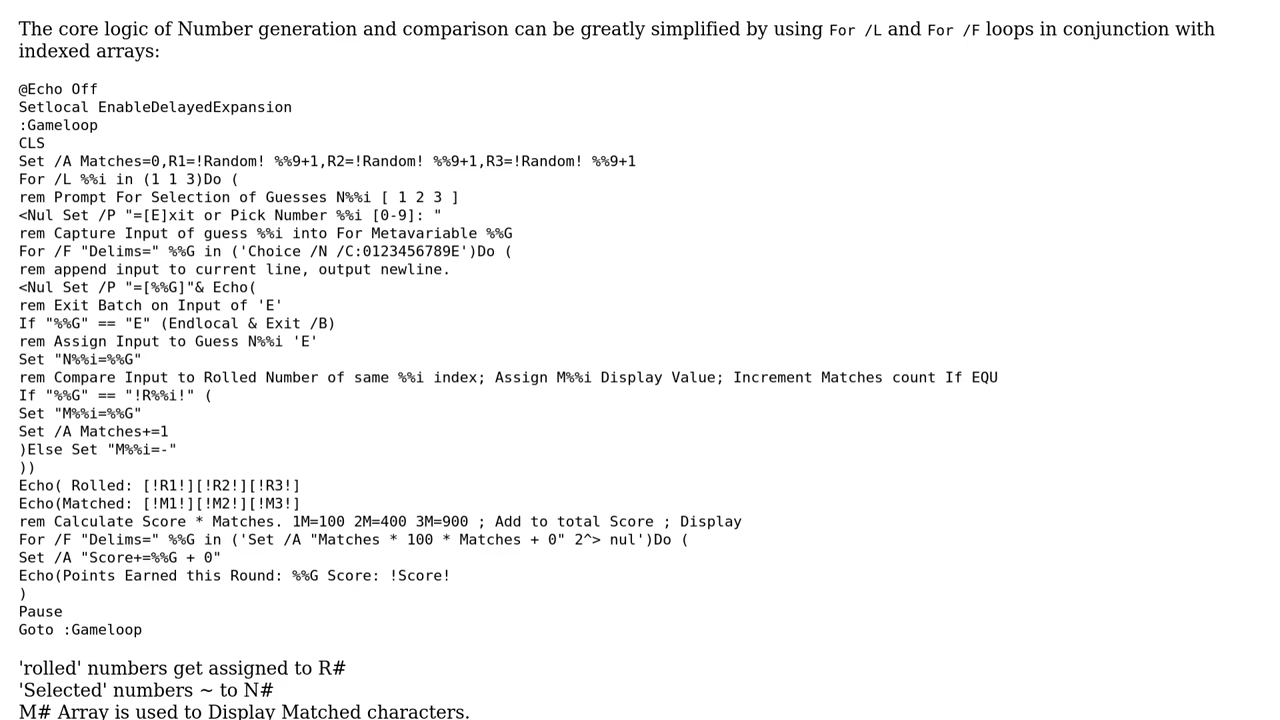 The core logic of Number generation and comparison can be greatly simplified by using For /L and For /F loops in conjunction with
indexed arrays:
@Echo Off
Setlocal EnableDelayedExpansion
:Gameloop
CLS
Set /A Matches=0,R1=!Random! %%9+1,R2=!Random! %%9+1,R3=!Random! %%9+1
For /L %%i in (1 1 3)Do (
rem Prompt For Selection of Guesses N%%i [ 1 2 3 ]
<Nul Set /P "=[E]xit or Pick Number %%i [0-9]: "
rem Capture Input of guess %%i into For Metavariable %%G
For /F "Delims=" %%G in ('Choice /N /C:0123456789E')Do (
rem append input to current line, output newline.
<Nul Set /P "=[%%G]"& Echo(
rem Exit Batch on Input of 'E'
If "%%G" == "E" (Endlocal & Exit /B)
rem Assign Input to Guess N%%i 'E'
Set "N%%i=%%G"
rem Compare Input to Rolled Number of same %%i index; Assign M%%i Display Value; Increment Matches count If EQU
If "%%G" == "!R%%i!" (
Set "M%%i=%%G"
Set /A Matches+=1
)Else Set "M%%i=-"
))
Echo( Rolled: [!R1!][!R2!][!R3!]
Echo(Matched: [!M1!][!M2!][!M3!]
rem Calculate Score * Matches. 1M=100 2M=400 3M=900 ; Add to total Score ; Display
For /F "Delims=" %%G in ('Set /A "Matches * 100 * Matches + 0" 2^> nul')Do (
Set /A "Score+=%%G + 0"
Echo(Points Earned this Round: %%G Score: !Score!
)
Pause
Goto :Gameloop
'rolled' numbers get assigned to R#
'Selected' numbers ~ to N#
M# Array is used to Display Matched characters.